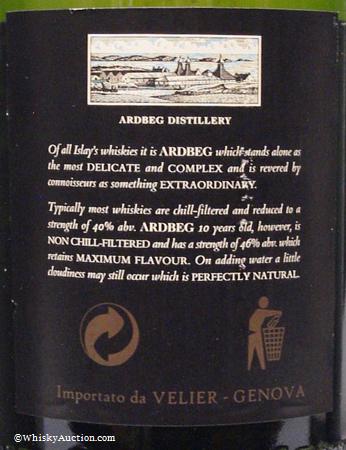 ARDBEG DISTILLERY
Of all Islay's whiskies it is ARDBEG which stands alone as
the most DELICATE and COMPLEX and is revered by
connoisseurs as something EXTRAORDINARY.
Typically most whiskies are chill-filtered and reduced to a
strength of 40% abv. ARDBEG 10 years old, however, is
NON CHILL-FILTERED and has a strength of 46% abv. which
retains MAXIMUM FLAVOUR. On adding water a little
cloudiness may still occur which is PERFECTLY NATURAL.
Importato da VELIER - GENOVA
©WhiskyAuction.com